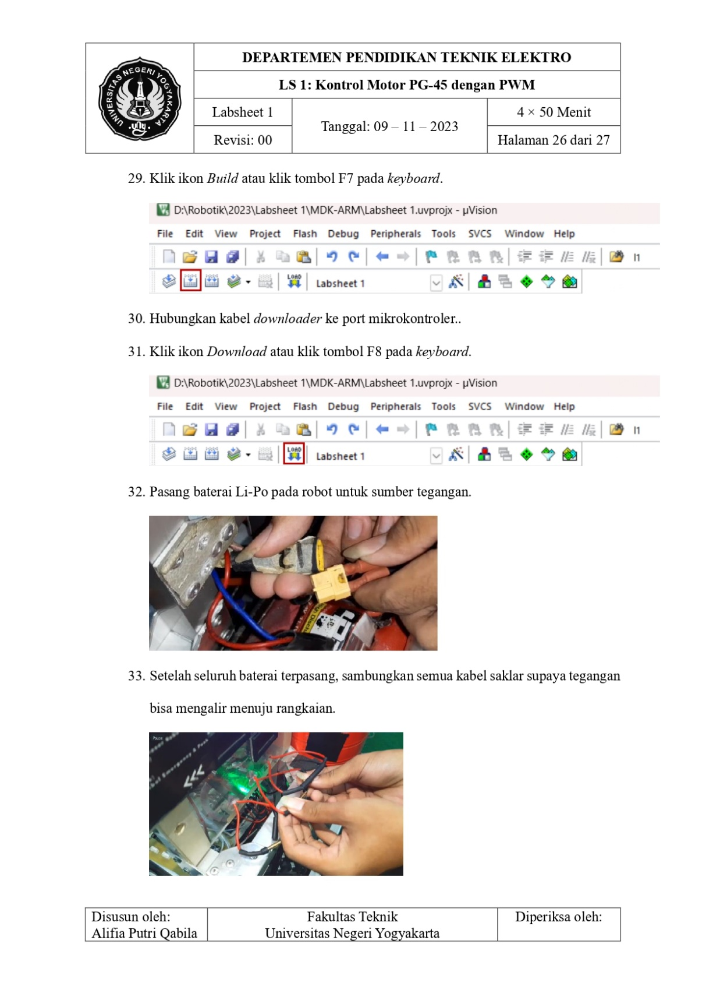 UNIVERSITAS NEGERI YOGYAKARTA
uny
DEPARTEMEN PENDIDIKAN TEKNIK ELEKTRO
LS 1: Kontrol Motor PG-45 dengan PWM
Labsheet 1
Tanggal: 09 – 11 – 2023
4 × 50 Menit
Revisi: 00
Halaman 26 dari 27
29. Klik ikon Build atau klik tombol F7 pada keyboard.
D:\Robotik\2023\Labsheet 1\MDK-ARM\Labsheet 1.uvprojx - µVision
File Edit View Project Flash Debug Peripherals Tools SVCS Window Help
I1
LOAD Labsheet 1
30. Hubungkan kabel downloader ke port mikrokontroler..
31. Klik ikon Download atau klik tombol F8 pada keyboard.
D:\Robotik\2023\Labsheet 1\MDK-ARM\Labsheet 1.uvprojx - µVision
File Edit View Project Flash Debug Peripherals Tools SVCS Window Help
I1
LOAD Labsheet 1
32. Pasang baterai Li-Po pada robot untuk sumber tegangan.
33. Setelah seluruh baterai terpasang, sambungkan semua kabel saklar supaya tegangan
bisa mengalir menuju rangkaian.
Pause
Disusun oleh:
Alifia Putri Qabila
Fakultas Teknik
Universitas Negeri Yogyakarta
Diperiksa oleh: